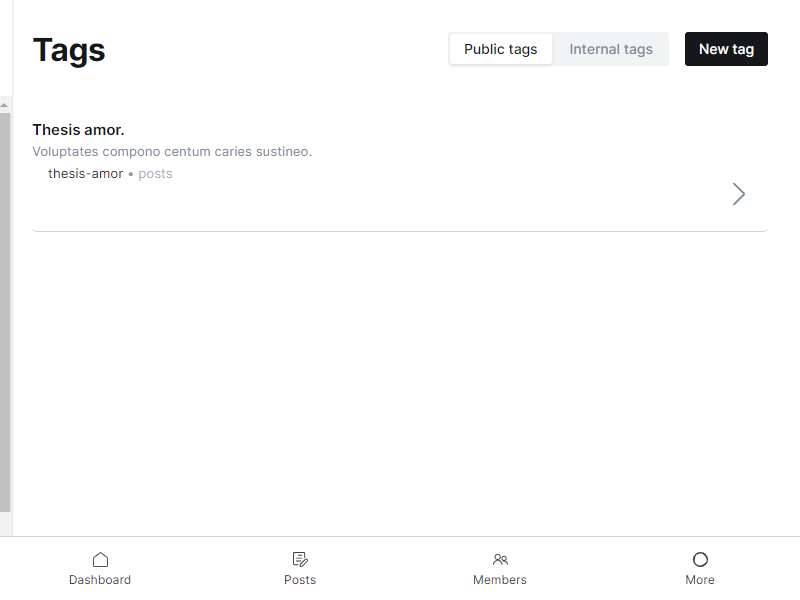 Tags
Public tags
Internal tags
New tag
Thesis amor.
Voluptates compono centum caries sustineo.
thesis-amor • posts
Dashboard
Posts
Members
More